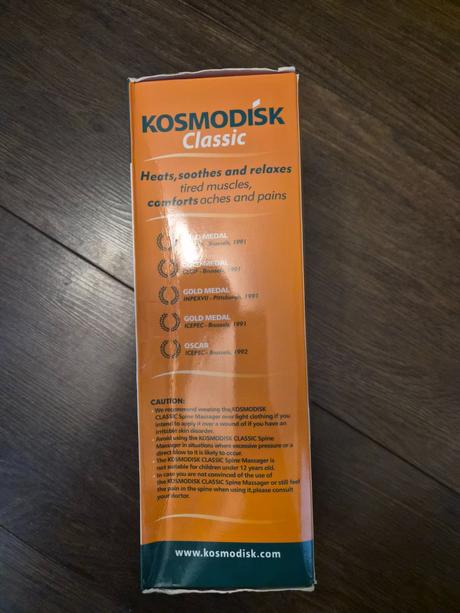 KOSMODISK
Classic
Heats, soothes and relaxes
tired muscles,
comforts aches and pains
GOLD MEDAL
Brussels, 1991
MEDAL
Brussels, 1991
GOLD MEDAL
INPEXVII - Pittsburgh, 1991
GOLD MEDAL
ICEPEC - Brussels, 1991
OSCAR
ICEPEC - Brussels, 1992
CAUTION:
* We recommend wearing the KOSMODISK
CLASSIC Spine Massager over light clothing if you
intend to apply it over a wound of if you have an
irritable skin disorder.
* Avoid using the KOSMODISK CLASSIC Spine
Massager in situations where excessive pressure or a
direct blow to it is likely to occur.
* The KOSMODISK CLASSIC Spine Massager is
not suitable for children under 12 years old.
* In case you are not convinced of the use of
the KOSMODISK CLASSIC Spine Massager or still feel
the pain in the spine when using it, please consult
your doctor.
www.kosmodisk.com